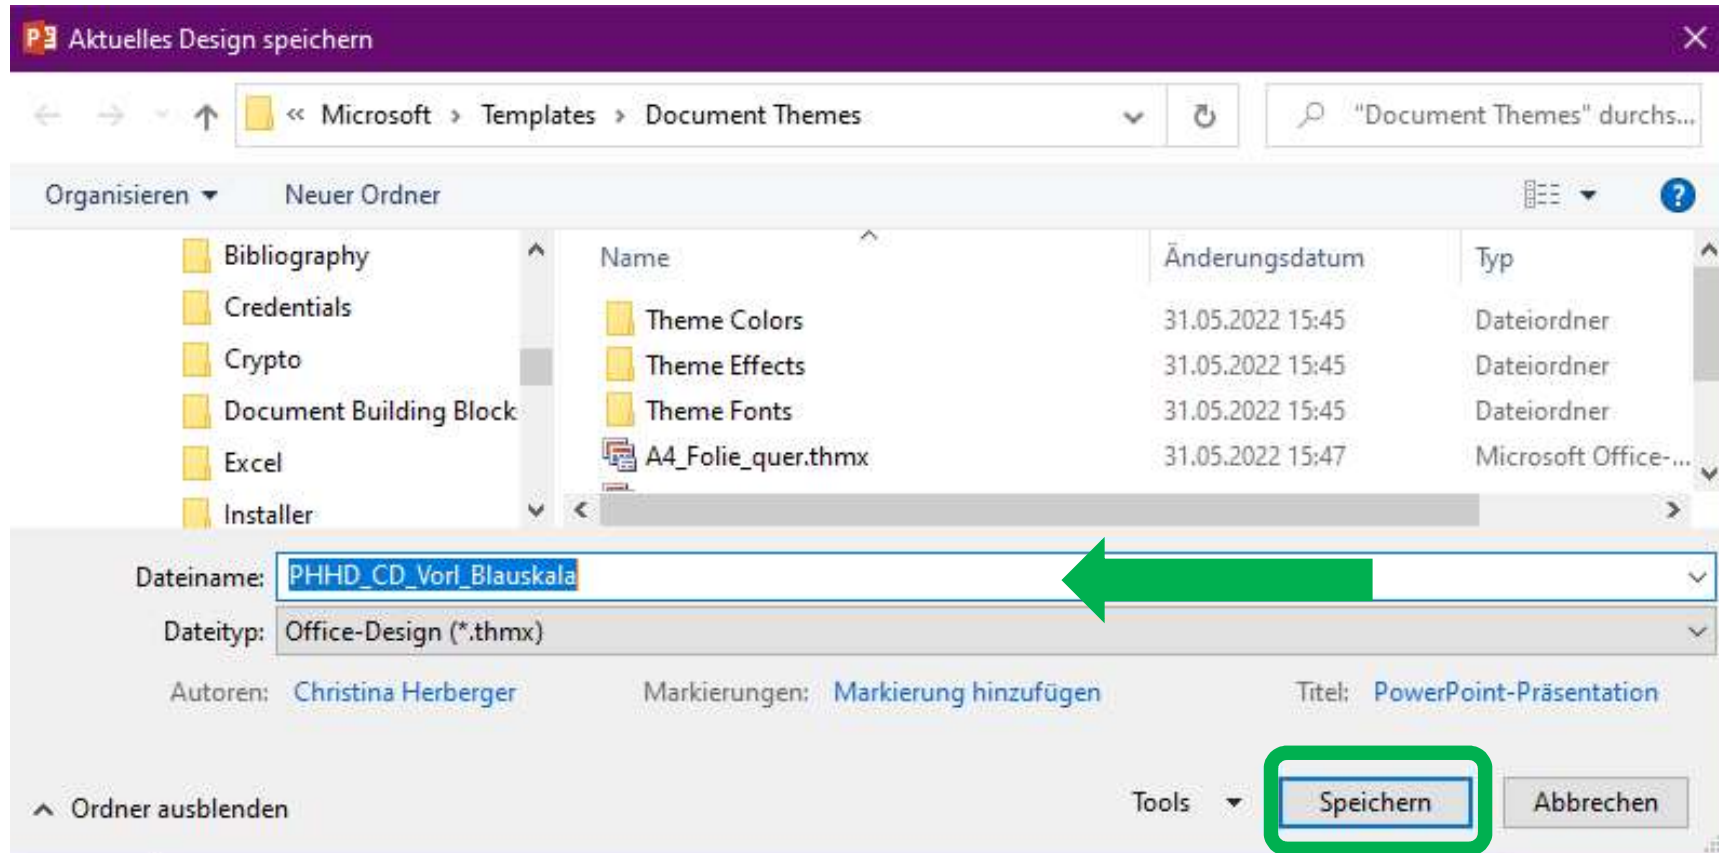 Aktuelles Design speichern
« Microsoft › Templates › Document Themes
"Document Themes" durchs...
Organisieren Neuer Ordner
Bibliography
Credentials
Crypto
Document Building Block
Excel
Installer
Name Änderungsdatum Typ
Theme Colors 31.05.2022 15:45 Dateiordner
Theme Effects 31.05.2022 15:45 Dateiordner
Theme Fonts 31.05.2022 15:45 Dateiordner
A4_Folie_quer.thmx 31.05.2022 15:47 Microsoft Office-...
Dateiname: PHHD_CD_Vorl_Blauskala
Dateityp: Office-Design (*.thmx)
Autoren: Christina Herberger Markierungen: Markierung hinzufügen Titel: PowerPoint-Präsentation
Ordner ausblenden Tools Speichern Abbrechen